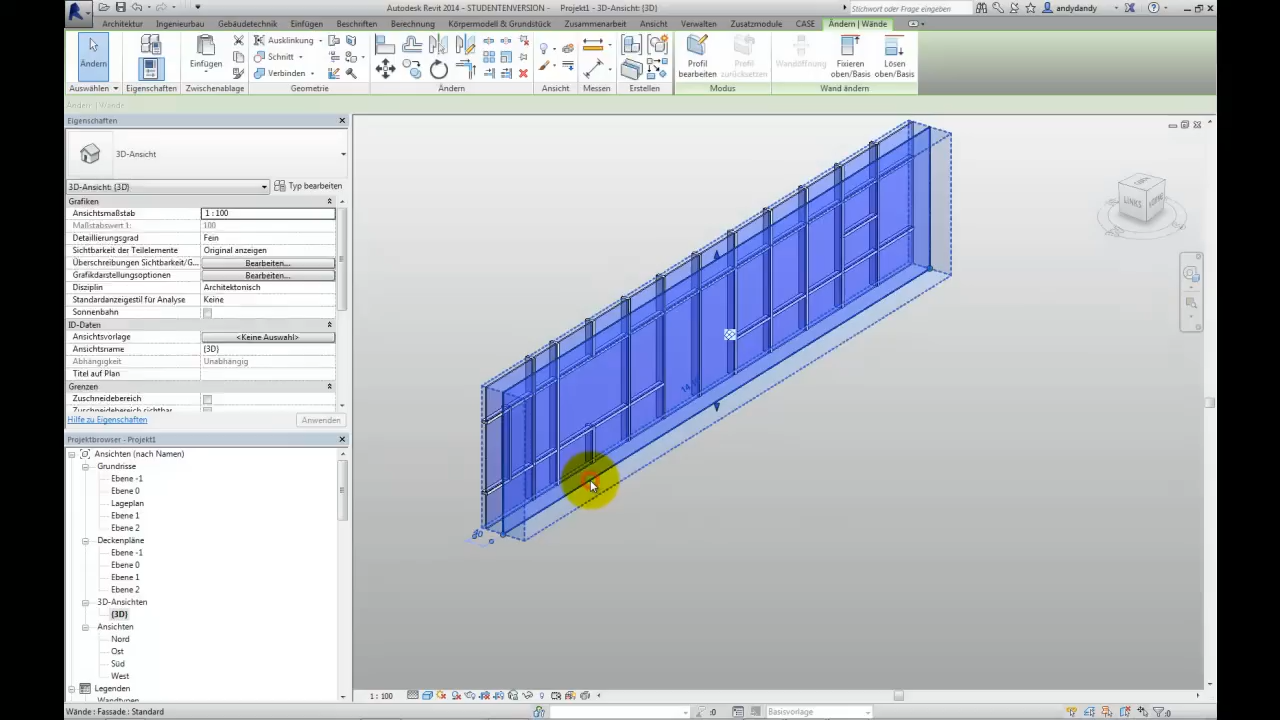 Autodesk Revit 2014 - STUDENTENVERSION - Projekt1 - 3D-Ansicht: {3D}
Stichwort oder Frage eingeben
andydandy
Architektur Ingenieurbau Gebäudetechnik Einfügen Beschriften Berechnung Körpermodell & Grundstück Zusammenarbeit Ansicht Verwalten Zusatzmodule CASE Ändern | Wände
Ändern
Einfügen
Ausklinkung
Schnitt
Verbinden
Profil bearbeiten
Profil zurücksetzen
Wandöffnung
Fixieren oben/Basis
Lösen oben/Basis
Auswählen Eigenschaften Zwischenablage Geometrie Ändern Ansicht Messen Erstellen Modus Wand ändern
Ändern | Wände
Eigenschaften
3D-Ansicht
3D-Ansicht: {3D} Typ bearbeiten
Grafiken
Ansichtsmaßstab 1 : 100
Maßstabswert 1: 100
Detaillierungsgrad Fein
Sichtbarkeit der Teilelemente Original anzeigen
Überschreibungen Sichtbarkeit/G... Bearbeiten...
Grafikdarstellungsoptionen Bearbeiten...
Disziplin Architektonisch
Standardanzeigestil für Analyse Keine
Sonnenbahn
ID-Daten
Ansichtsvorlage <Keine Auswahl>
Ansichtsname {3D}
Abhängigkeit Unabhängig
Titel auf Plan
Grenzen
Zuschneidebereich
Zuschneidebereich sichtbar
Hilfe zu Eigenschaften Anwenden
Projektbrowser - Projekt1
Ansichten (nach Namen)
Grundrisse
Ebene -1
Ebene 0
Lageplan
Ebene 1
Ebene 2
Deckenpläne
Ebene -1
Ebene 0
Ebene 1
Ebene 2
3D-Ansichten
{3D}
Ansichten
Nord
Ost
Süd
West
Legenden
Wandtypen
LINKS
1 : 100
Wände : Fassade : Standard
:0
Basisvorlage
:0